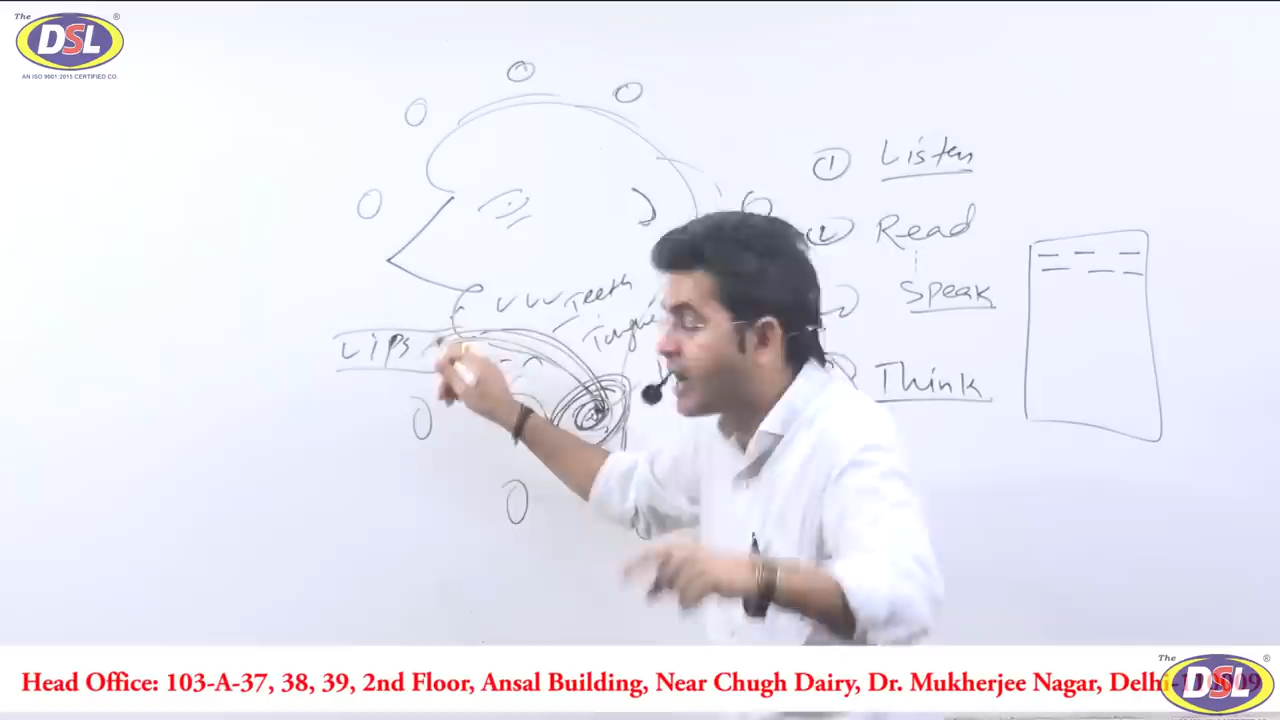 The
DSL
®
AN ISO 9001:2015 CERTIFIED CO.
① Listen
② Read
Speak
Think
Teeth
Lips
Head Office: 103-A-37, 38, 39, 2nd Floor, Ansal Building, Near Chugh Dairy, Dr. Mukherjee Nagar, Delhi-
The
DSL
®